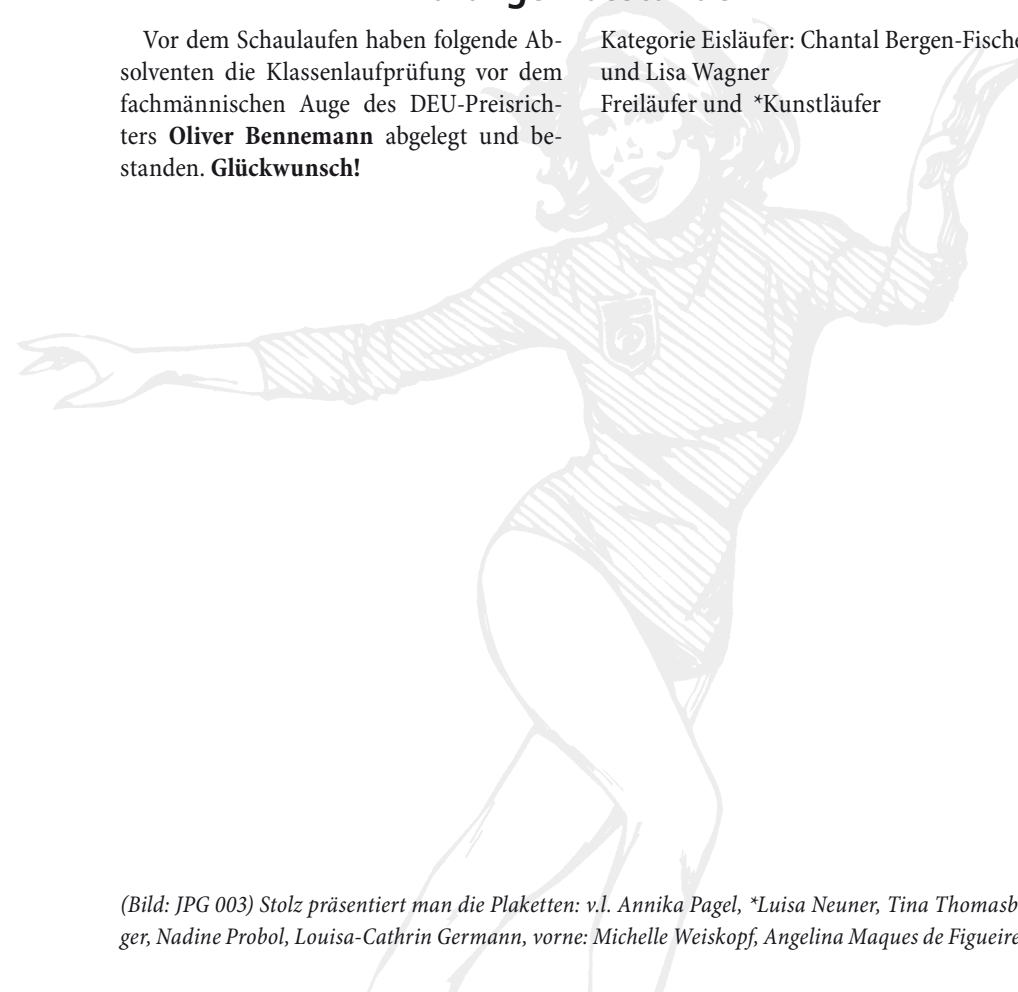 Vor dem Schaulaufen haben folgende Ab-
solventen die Klassenlaufprüfung vor dem
fachmännischen Auge des DEU-Preisrich-
ters Oliver Bennemann abgelegt und be-
standen. Glückwunsch!
Kategorie Eisläufer: Chantal Bergen-Fische
und Lisa Wagner
Freiläufer und *Kunstläufer
(Bild: JPG 003) Stolz präsentiert man die Plaketten: v.l. Annika Pagel, *Luisa Neuner, Tina Thomasb
ger, Nadine Probol, Louisa-Cathrin Germann, vorne: Michelle Weiskopf, Angelina Maques de Figueire